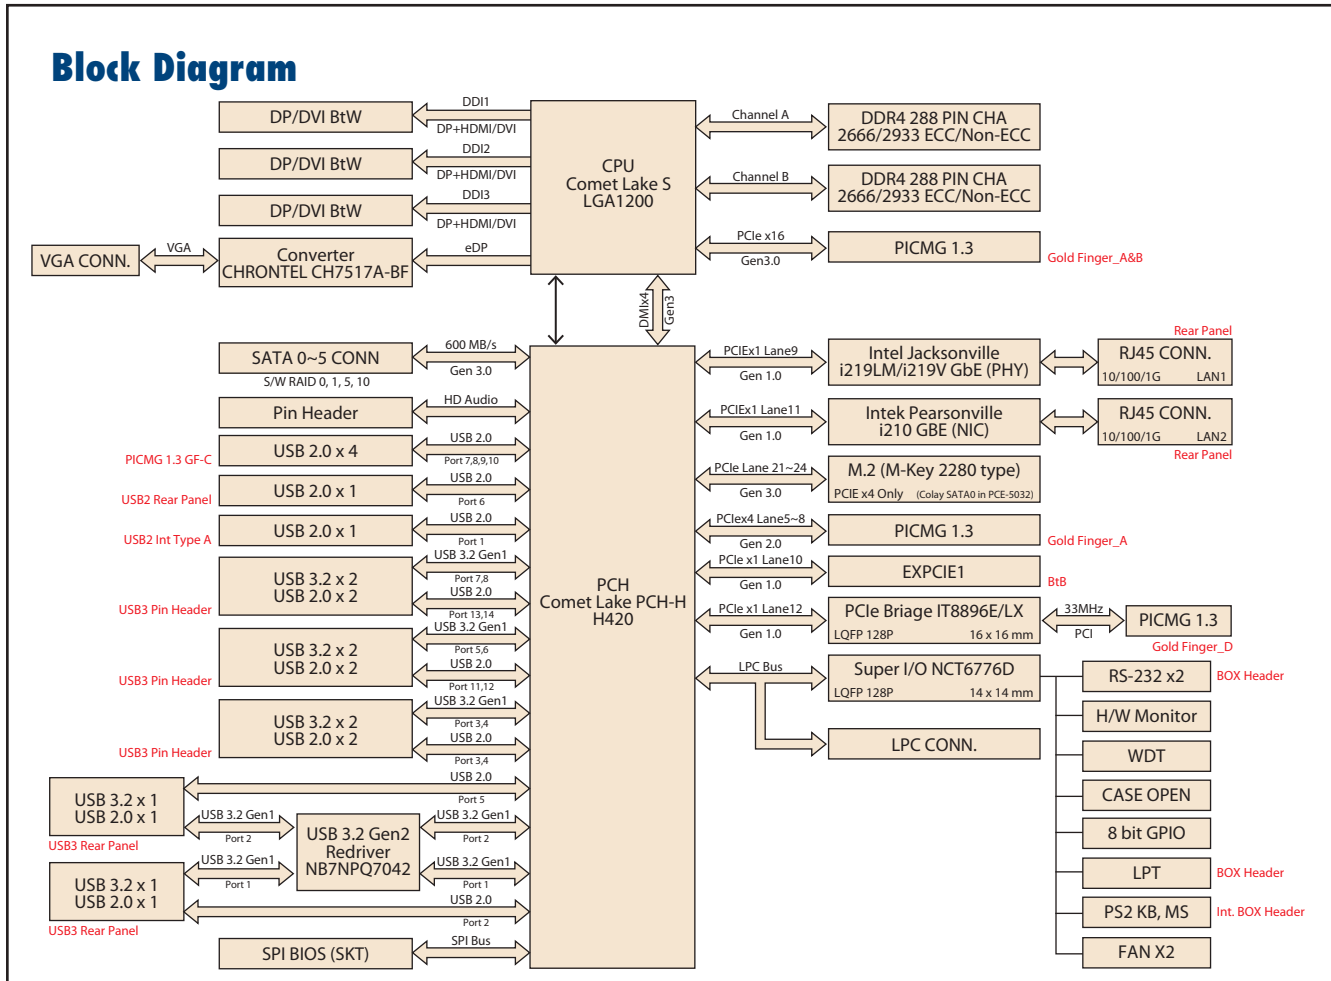 Block Diagram
DP/DVI BtW
DDI1
DP+HDMI/DVI
DP/DVI BtW
DDI2
DP+HDMI/DVI
DP/DVI BtW
DDI3
DP+HDMI/DVI
VGA CONN.
VGA
Converter
CHRONTEL CH7517A-BF
eDP
CPU
Comet Lake S
LGA1200
Channel A
DDR4 288 PIN CHA
2666/2933 ECC/Non-ECC
Channel B
DDR4 288 PIN CHA
2666/2933 ECC/Non-ECC
PCIe x16
Gen3.0
PICMG 1.3
Gold Finger_A&B
DMIx4
Gen3
SATA 0~5 CONN
S/W RAID 0, 1, 5, 10
600 MB/s
Gen 3.0
Pin Header
HD Audio
PICMG 1.3 GF-C
USB 2.0 x 4
USB 2.0
Port 7,8,9,10
USB2 Rear Panel
USB 2.0 x 1
USB 2.0
Port 6
USB2 Int Type A
USB 2.0 x 1
USB 2.0
Port 1
USB3 Pin Header
USB 3.2 x 2
USB 2.0 x 2
USB 3.2 Gen1
Port 7,8
USB 2.0
Port 13,14
USB3 Pin Header
USB 3.2 x 2
USB 2.0 x 2
USB 3.2 Gen1
Port 5,6
USB 2.0
Port 11,12
USB3 Pin Header
USB 3.2 x 2
USB 2.0 x 2
USB 3.2 Gen1
Port 3,4
USB 2.0
Port 3,4
USB 3.2 x 1
USB 2.0 x 1
USB3 Rear Panel
USB 2.0
Port 5
USB 3.2 Gen1
Port 2
USB 3.2 Gen2
Redriver
NB7NPQ7042
USB 3.2 Gen1
Port 2
USB 3.2 x 1
USB 2.0 x 1
USB3 Rear Panel
USB 3.2 Gen1
Port 1
USB 3.2 Gen1
Port 1
USB 2.0
Port 2
SPI BIOS (SKT)
SPI Bus
PCH
Comet Lake PCH-H
H420
PCIEx1 Lane9
Gen 1.0
Intel Jacksonville
i219LM/i219V GbE (PHY)
Rear Panel
RJ45 CONN.
10/100/1G LAN1
PCIEx1 Lane11
Gen 1.0
Intek Pearsonville
i210 GBE (NIC)
RJ45 CONN.
10/100/1G LAN2
Rear Panel
PCIe Lane 21~24
Gen 3.0
M.2 (M-Key 2280 type)
PCIE x4 Only (Colay SATA0 in PCE-5032)
PCIex4 Lane5~8
Gen 2.0
PICMG 1.3
Gold Finger_A
PCIe x1 Lane10
Gen 1.0
EXPCIE1
BtB
PCIe x1 Lane12
Gen 1.0
PCIe Briage IT8896E/LX
LQFP 128P 16 x 16 mm
33MHz
PCI
PICMG 1.3
Gold Finger_D
LPC Bus
Super I/O NCT6776D
LQFP 128P 14 x 14 mm
LPC CONN.
RS-232 x2
BOX Header
H/W Monitor
WDT
CASE OPEN
8 bit GPIO
LPT
BOX Header
PS2 KB, MS
Int. BOX Header
FAN X2